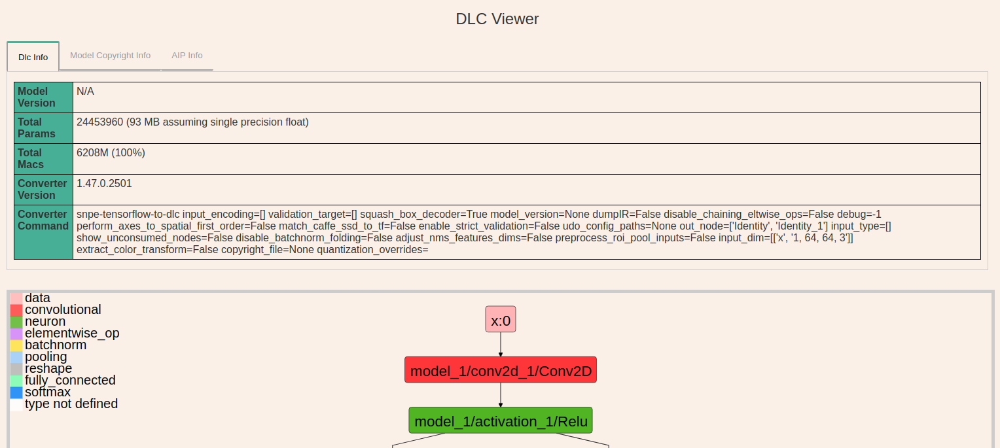 DLC Viewer
Dlc Info
Model Copyright Info
AIP Info
Model
Version
N/A
Total
Params
24453960 (93 MB assuming single precision float)
Total
Macs
6208M (100%)
Converter
Version
1.47.0.2501
Converter
Command
snpe-tensorflow-to-dlc input_encoding=[] validation_target=[] squash_box_decoder=True model_version=None dumpIR=False disable_chaining_eltwise_ops=False debug=-1
perform_axes_to_spatial_first_order=False match_caffe_ssd_to_tf=False enable_strict_validation=False udo_config_paths=None out_node=['Identity', 'Identity_1'] input_type=[]
show_unconsumed_nodes=False disable_batchnorm_folding=False adjust_nms_features_dims=False preprocess_roi_pool_inputs=False input_dim=[['x', '1, 64, 64, 3']]
extract_color_transform=False copyright_file=None quantization_overrides=
data
convolutional
neuron
elementwise_op
batchnorm
pooling
reshape
fully_connected
softmax
type not defined
x:0
model_1/conv2d_1/Conv2D
model_1/activation_1/Relu